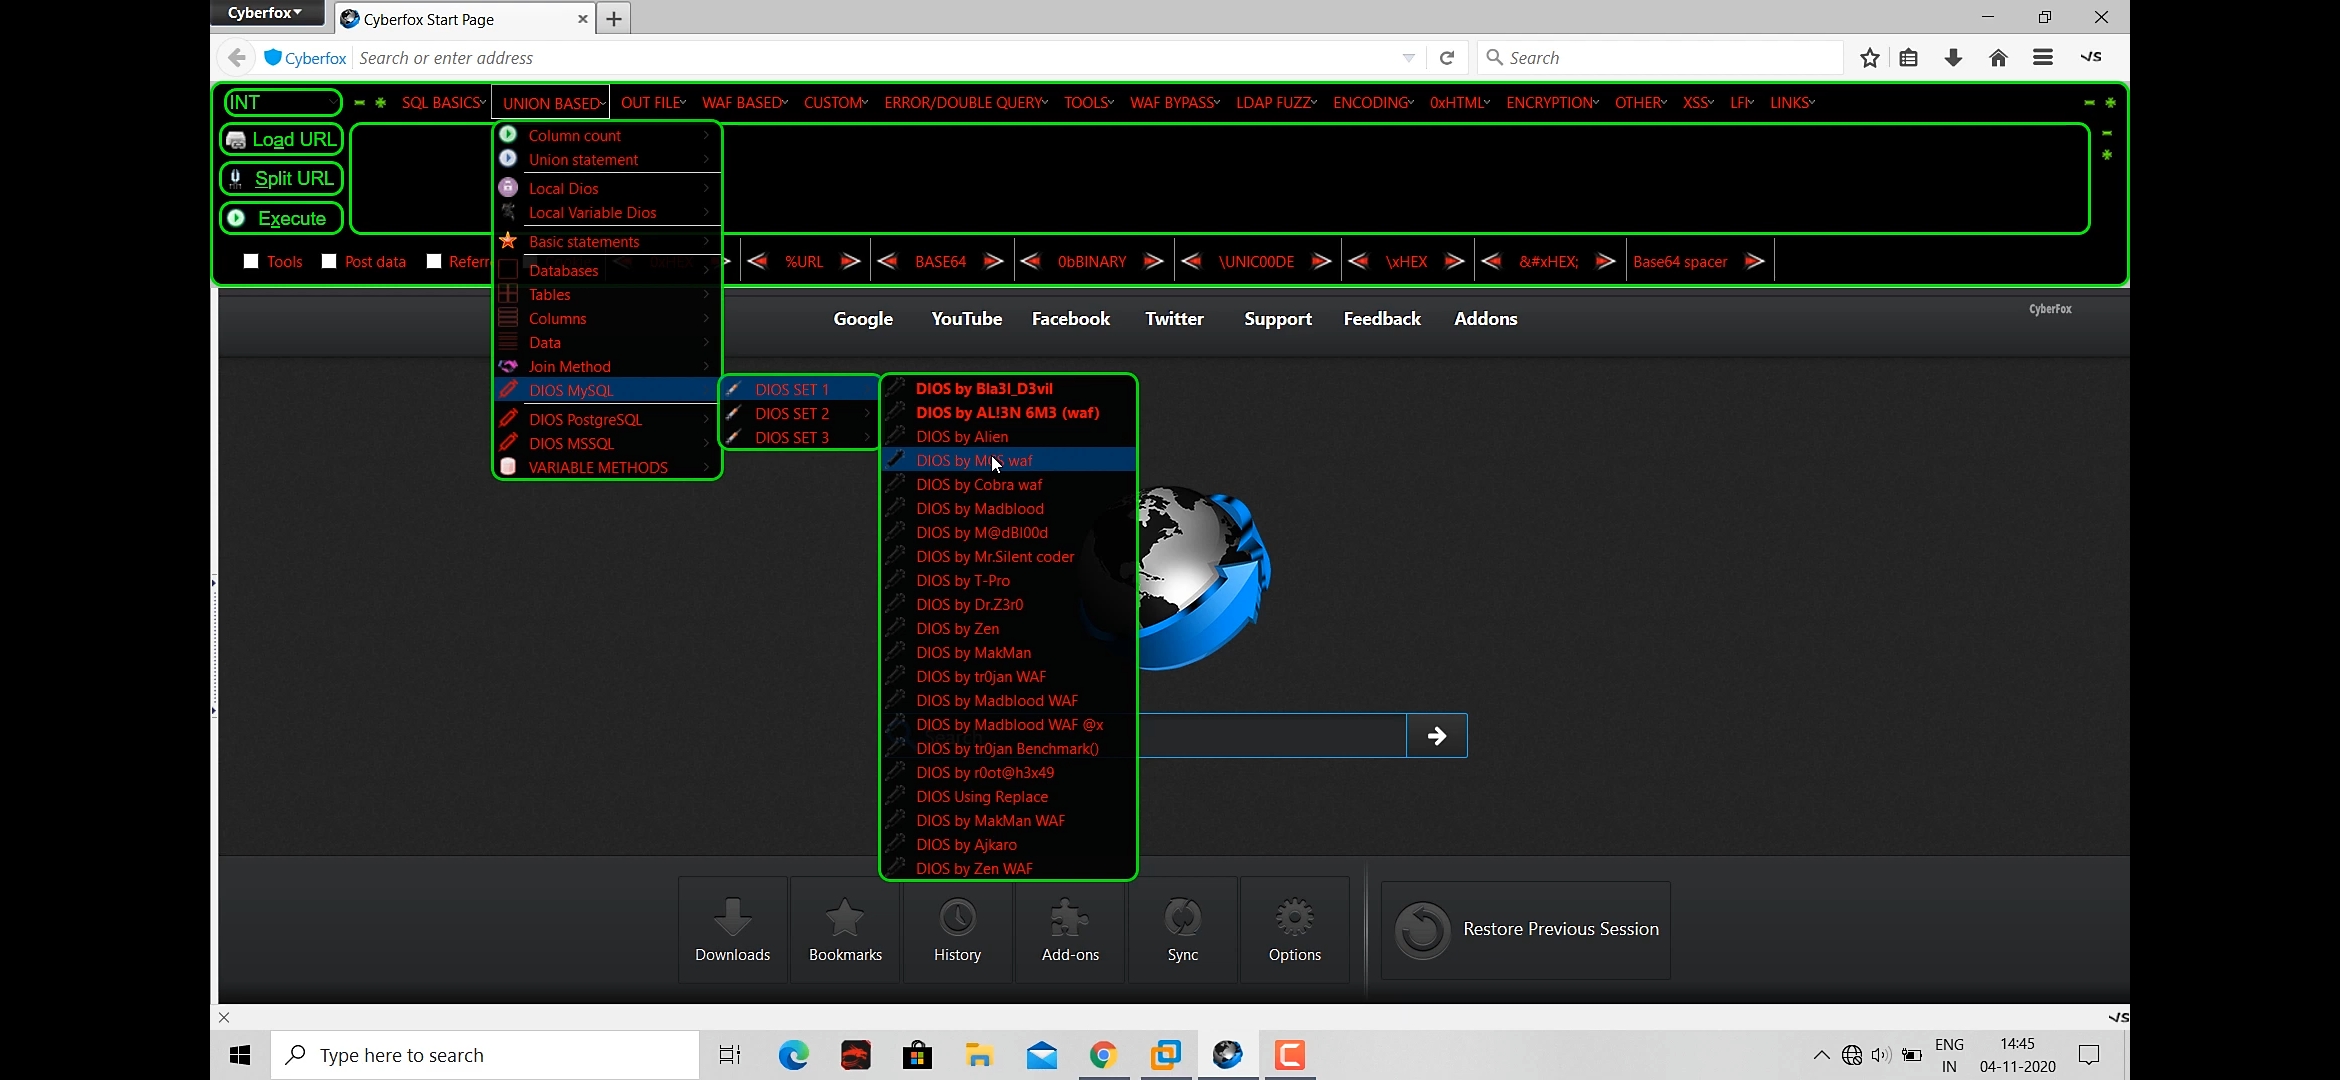 Cyberfox
Cyberfox Start Page
Cyberfox Search or enter address
Search
INT
SQL BASICS UNION BASED OUT FILE WAF BASED CUSTOM ERROR/DOUBLE QUERY TOOLS WAF BYPASS LDAP FUZZ ENCODING 0xHTML ENCRYPTION OTHER XSS LFI LINKS
Load URL
Split URL
Execute
Column count
Union statement
Local Dios
Local Variable Dios
Basic statements
Databases
Tables
Columns
Data
Join Method
DIOS MySQL
DIOS PostgreSQL
DIOS MSSQL
VARIABLE METHODS
Tools Post data Referr
%URL BASE64 0bBINARY \UNIC00DE \xHEX &#xHEX; Base64 spacer
Google YouTube Facebook Twitter Support Feedback Addons
CyberFox
DIOS SET 1
DIOS SET 2
DIOS SET 3
DIOS by Bla3l_D3vil
DIOS by AL!3N 6M3 (waf)
DIOS by Alien
DIOS by waf
DIOS by Cobra waf
DIOS by Madblood
DIOS by M@dBl00d
DIOS by Mr.Silent coder
DIOS by T-Pro
DIOS by Dr.Z3r0
DIOS by Zen
DIOS by MakMan
DIOS by tr0jan WAF
DIOS by Madblood WAF
DIOS by Madblood WAF @x
DIOS by tr0jan Benchmark()
DIOS by r0ot@h3x49
DIOS Using Replace
DIOS by MakMan WAF
DIOS by Ajkaro
DIOS by Zen WAF
Downloads Bookmarks History Add-ons Sync Options
Restore Previous Session
Type here to search
ENG
IN
14:45
04-11-2020